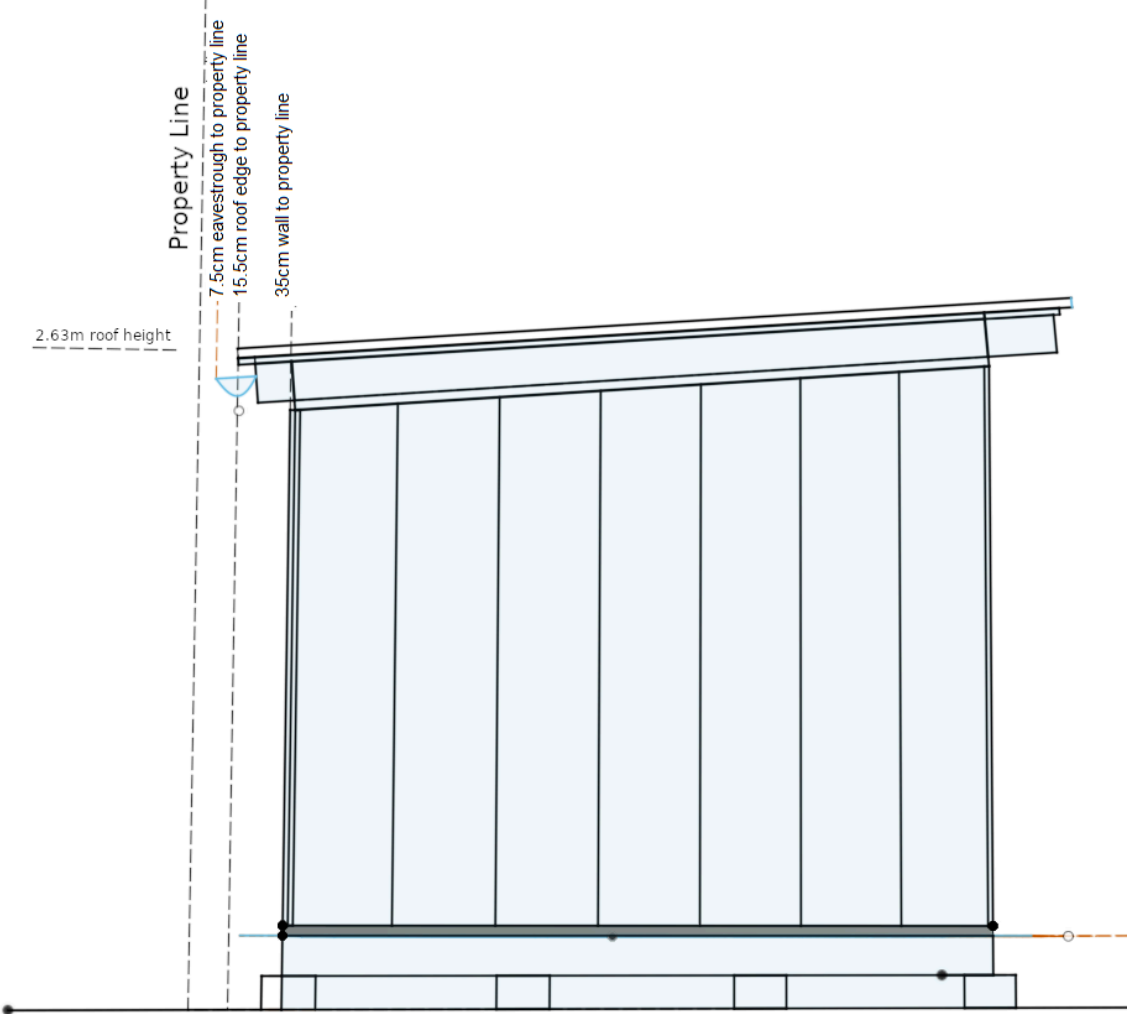 Property Line
7.5cm eavestrough to property line
15.5cm roof edge to property line
35cm wall to property line
2.63m roof height